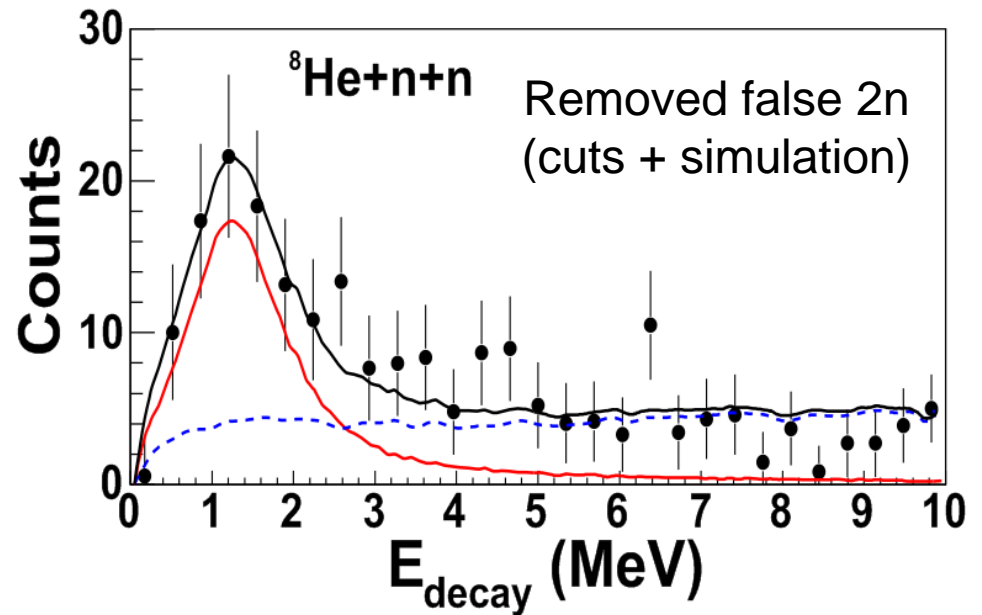 30
20
10
0
Counts
⁸He+n+n
Removed false 2n
(cuts + simulation)
0 1 2 3 4 5 6 7 8 9 10
E_decay (MeV)